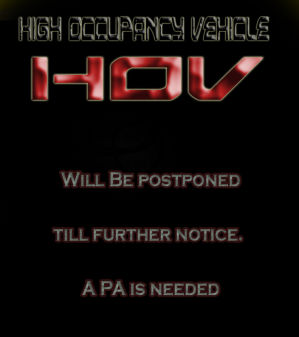 HIGH OCCUPANCY VEHICLE
HOV
WILL BE POSTPONED
TILL FURTHER NOTICE.
A PA IS NEEDED